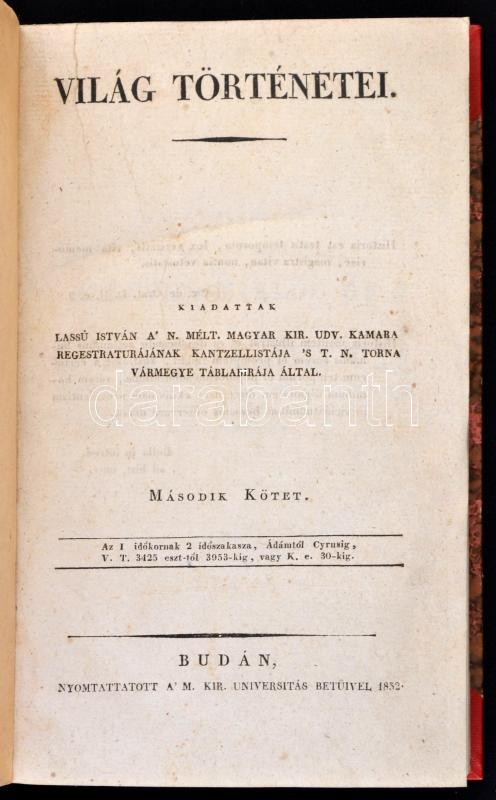 VILÁG TÖRTÉNETEI.
KIADATTAK
LASSÚ ISTVÁN A' N. MÉLT. MAGYAR KIR. UDV. KAMARA
REGESTRATURÁJÁNAK KANTZELLISTÁJA 'S T. N. TORNA
VÁRMEGYE TÁBLABIRÁJA ÁLTAL.
darabanth
MÁSODIK KÖTET.
Az I időkornak 2 időszakasza, Ádámtól Cyrusig,
V. T. 3425 eszt-től 3953-kig, vagy K. e. 30-kig.
BUDÁN,
NYOMTATTATOTT A' M. KIR. UNIVERSITÁS BETŰIVEL 1832.